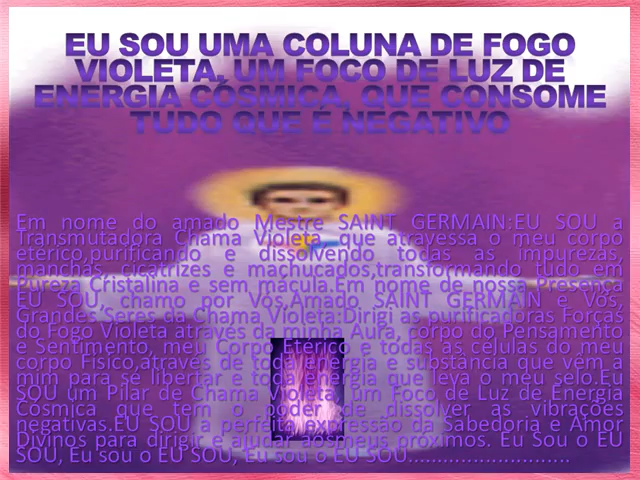 EU SOU UMA COLUNA DE FOGO
VIOLETA, UM FOCO DE LUZ DE
ENERGIA CÓSMICA, QUE CONSOME
TUDO QUE É NEGATIVO
Em nome do amado Mestre SAINT GERMAIN:EU SOU a
Transmutadora Chama Violeta que atravessa o meu corpo
etérico,purificando e dissolvendo todas as impurezas,
manchas, cicatrizes e machucados,transformando tudo em
Pureza Cristalina e sem mácula.Em nome de nossa Presença
EU SOU, chamo por Vós,Amado SAINT GERMAIN e Vós,
Grandes Seres da Chama Violeta:Dirigi as purificadoras Forças
do Fogo Violeta através da minha Aura, corpo do Pensamento
e Sentimento, meu Corpo Etérico e todas as células do meu
corpo Físico,através de toda energia e substância que vêm a
mim para se libertar e toda energia que leva o meu selo.Eu
SOU um Pilar de Chama Violeta, um Foco de Luz de Energia
Cósmica que tem o poder de dissolver as vibrações
negativas.EU SOU a perfeita expressão da Sabedoria e Amor
Divinos para dirigir e ajudar aosmeus próximos. Eu Sou o EU
SOU, Eu sou o EU SOU, Eu sou o EU SOU...........................